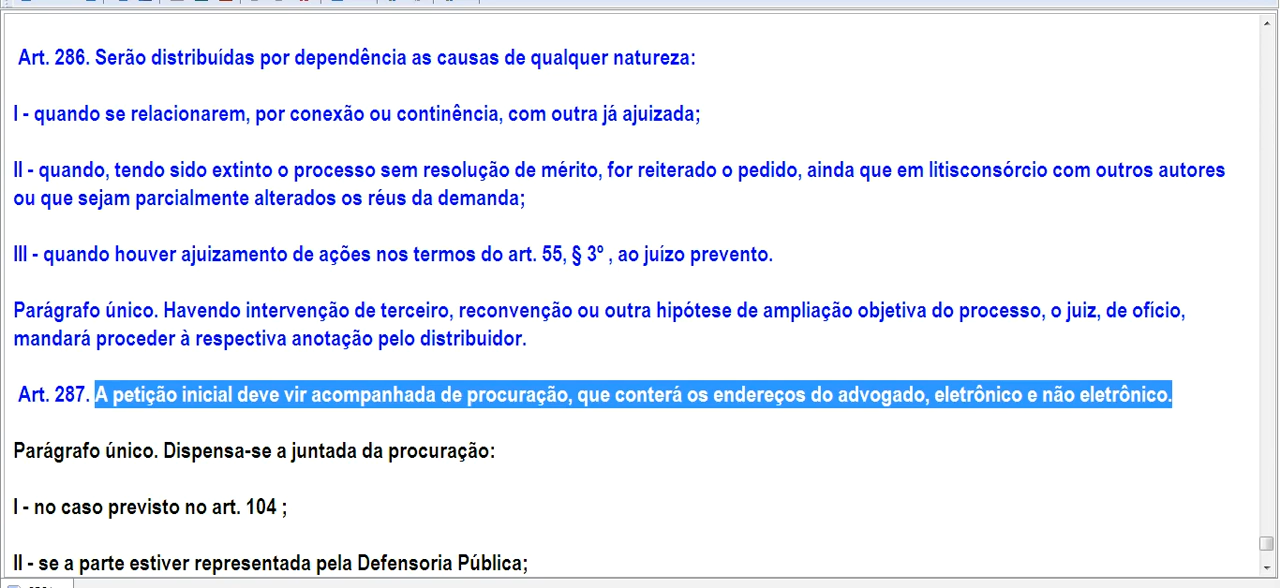 Art. 286. Serão distribuídas por dependência as causas de qualquer natureza:
I - quando se relacionarem, por conexão ou continência, com outra já ajuizada;
II - quando, tendo sido extinto o processo sem resolução de mérito, for reiterado o pedido, ainda que em litisconsórcio com outros autores
ou que sejam parcialmente alterados os réus da demanda;
III - quando houver ajuizamento de ações nos termos do art. 55, § 3º , ao juízo prevento.
Parágrafo único. Havendo intervenção de terceiro, reconvenção ou outra hipótese de ampliação objetiva do processo, o juiz, de ofício,
mandará proceder à respectiva anotação pelo distribuidor.
Art. 287. A petição inicial deve vir acompanhada de procuração, que conterá os endereços do advogado, eletrônico e não eletrônico.
Parágrafo único. Dispensa-se a juntada da procuração:
I - no caso previsto no art. 104 ;
II - se a parte estiver representada pela Defensoria Pública;